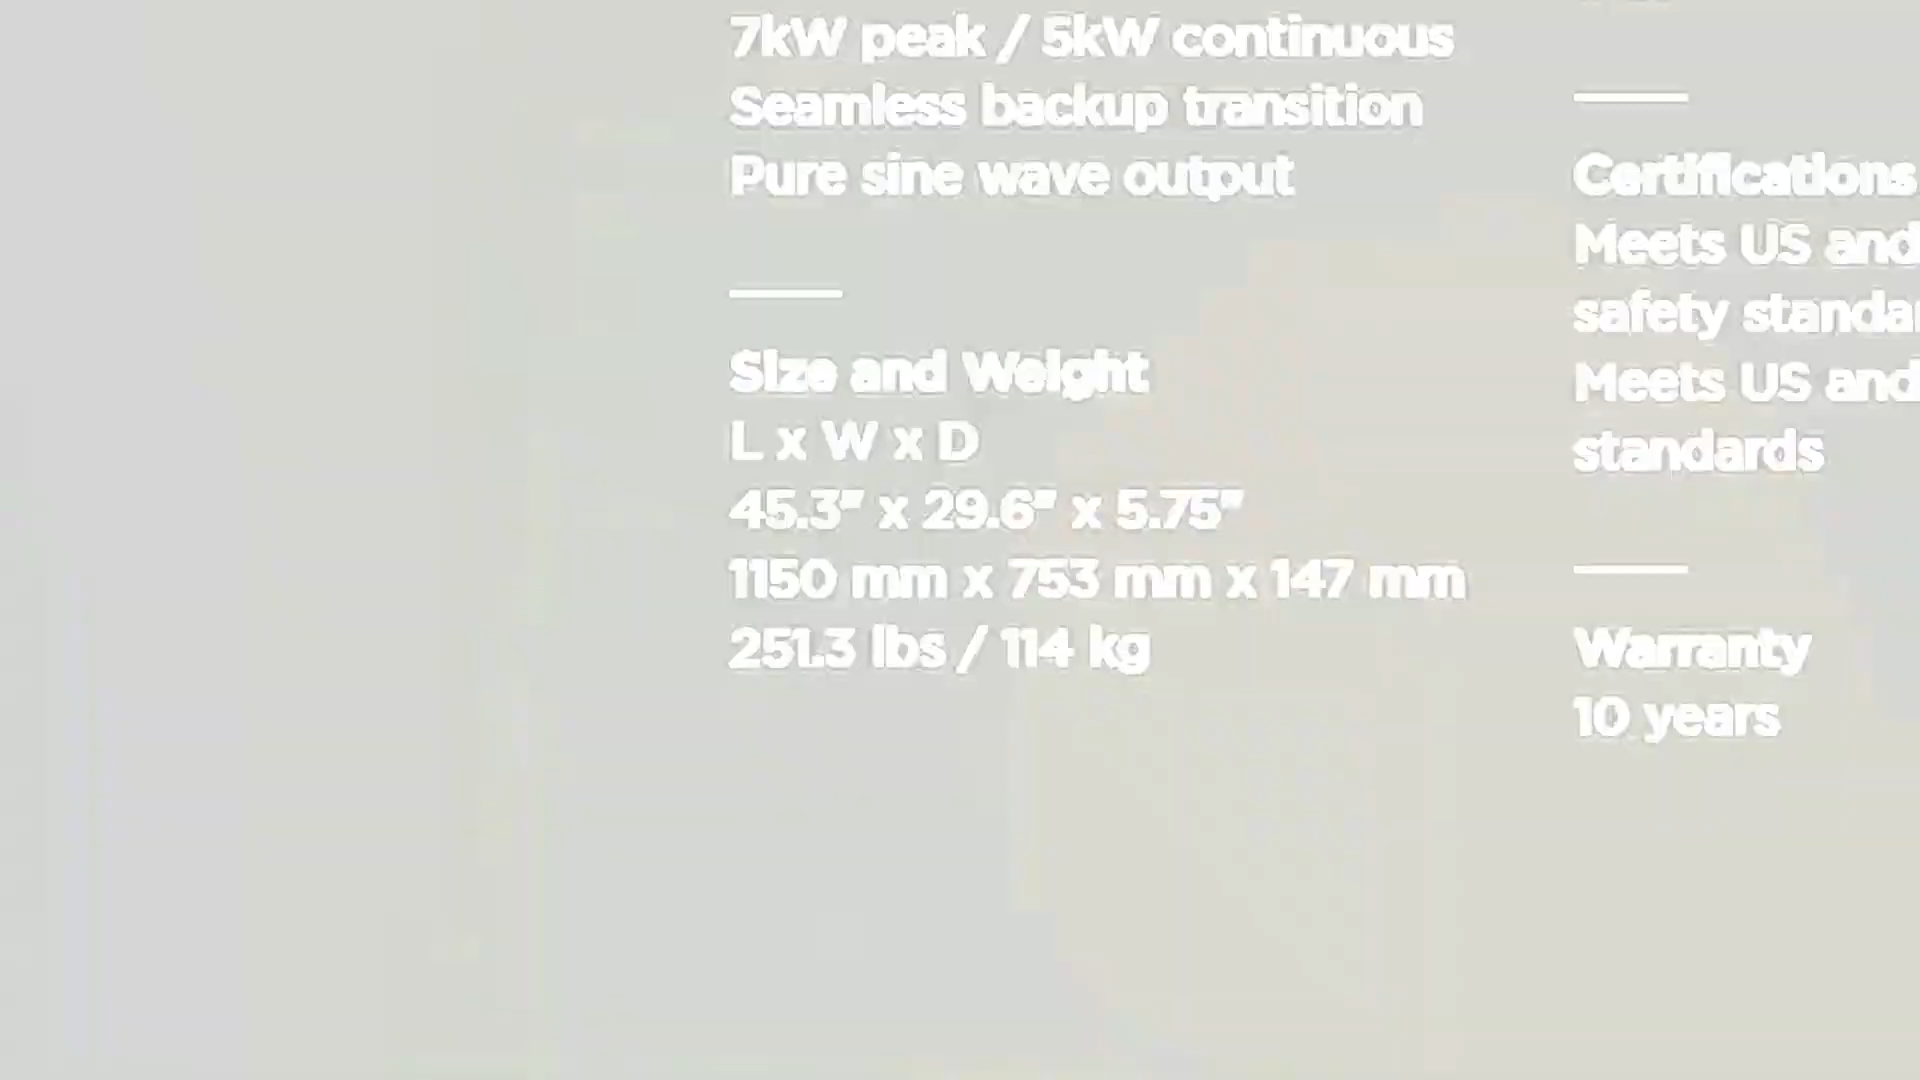 7kW peak / 5kW continuous
Seamless backup transition
Pure sine wave output
Size and Weight
L x W x D
45.3" x 29.6" x 5.75"
1150 mm x 753 mm x 147 mm
251.3 lbs / 114 kg
Certifications
Meets US and
safety standar
Meets US and
standards
Warranty
10 years